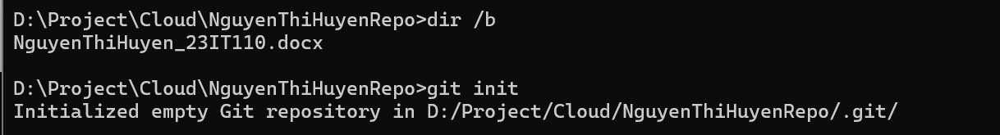 D:\Project\Cloud\NguyenThiHuyenRepo>dir /b
NguyenThiHuyen_23IT110.docx
D:\Project\Cloud\NguyenThiHuyenRepo>git init
Initialized empty Git repository in D:/Project/Cloud/NguyenThiHuyenRepo/.git/